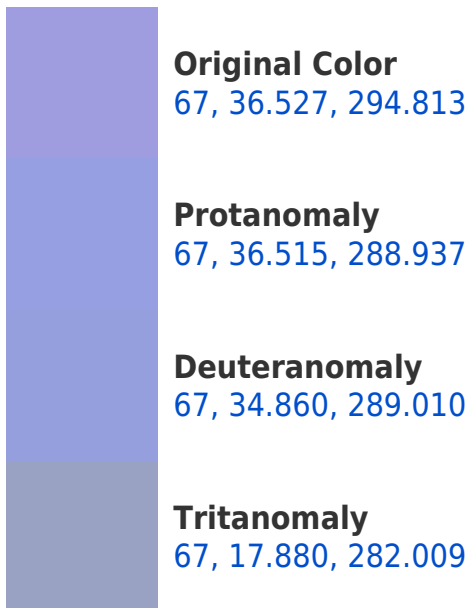 Original Color
67, 36.527, 294.813
Protanomaly
67, 36.515, 288.937
Deuteranomaly
67, 34.860, 289.010
Tritanomaly
67, 17.880, 282.009